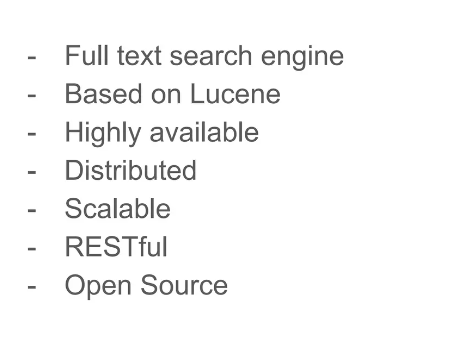 - Full text search engine
- Based on Lucene
- Highly available
- Distributed
- Scalable
- RESTful
- Open Source